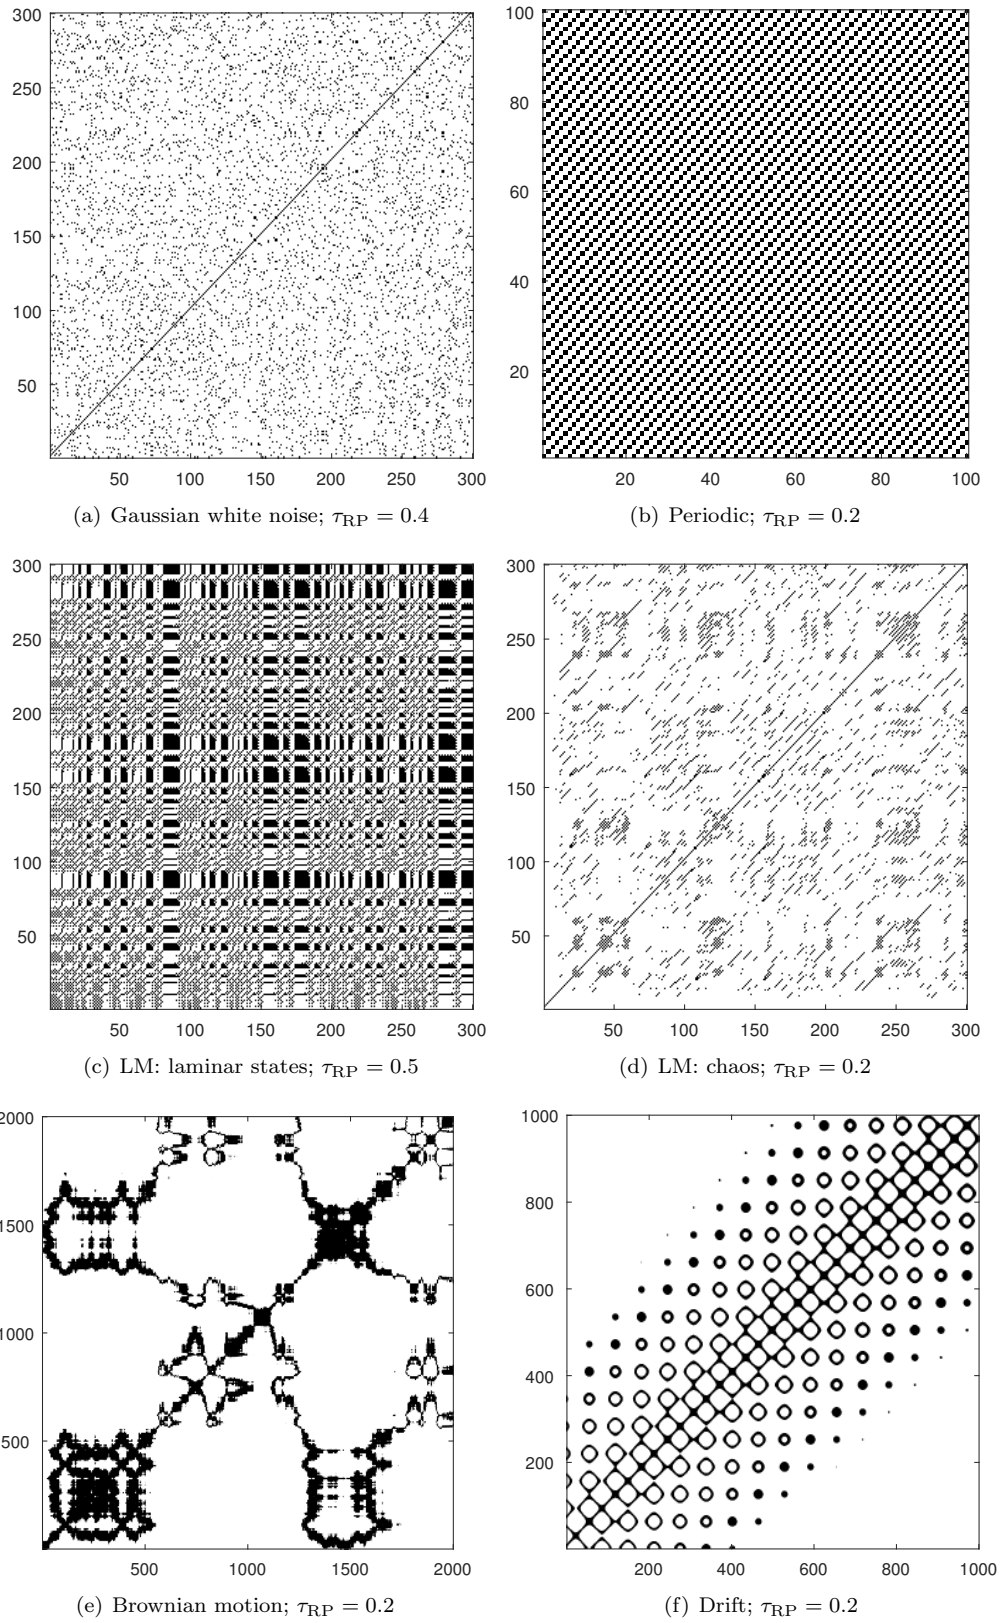 300
250
200
150
100
50
50 100 150 200 250 300
(a) Gaussian white noise; τRP = 0.4
100
80
60
40
20
20 40 60 80 100
(b) Periodic; τRP = 0.2
300
250
200
150
100
50
50 100 150 200 250 300
(c) LM: laminar states; τRP = 0.5
300
250
200
150
100
50
50 100 150 200 250 300
(d) LM: chaos; τRP = 0.2
2000
1500
1000
500
500 1000 1500 2000
(e) Brownian motion; τRP = 0.2
1000
800
600
400
200
200 400 600 800 1000
(f) Drift; τRP = 0.2